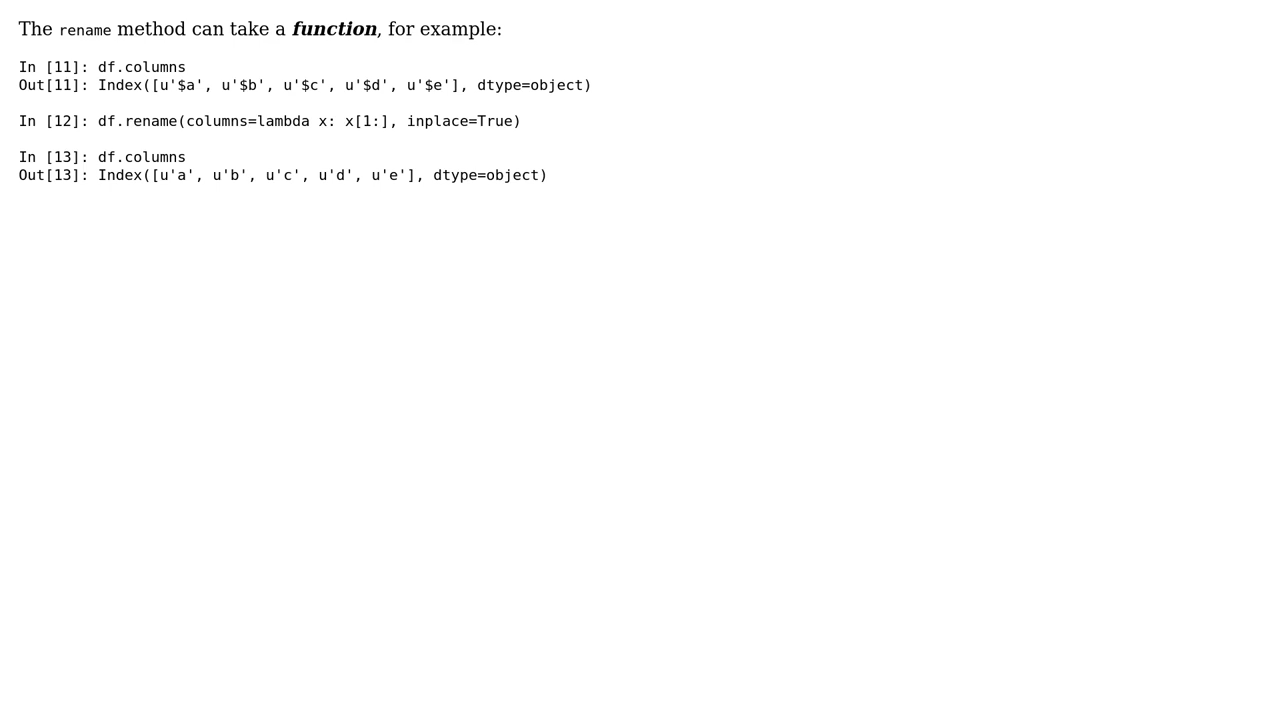 The rename method can take a function, for example:
In [11]: df.columns
Out[11]: Index([u'$a', u'$b', u'$c', u'$d', u'$e'], dtype=object)
In [12]: df.rename(columns=lambda x: x[1:], inplace=True)
In [13]: df.columns
Out[13]: Index([u'a', u'b', u'c', u'd', u'e'], dtype=object)